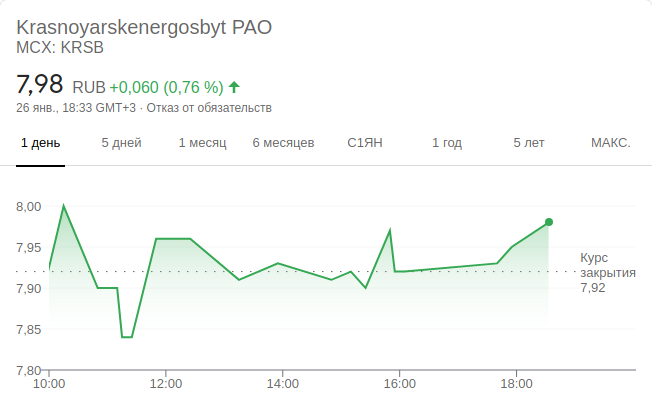 Krasnoyarskenergosbyt PAO
MCX: KRSB
7,98 RUB +0,060 (0,76 %)
26 янв., 18:33 GMT+3 · Отказ от обязательств
1 день 5 дней 1 месяц 6 месяцев С1ЯН 1 год 5 лет МАКС.
8,00
7,95
7,90
7,85
7,80
Курс
закрытия
7,92
10:00 12:00 14:00 16:00 18:00